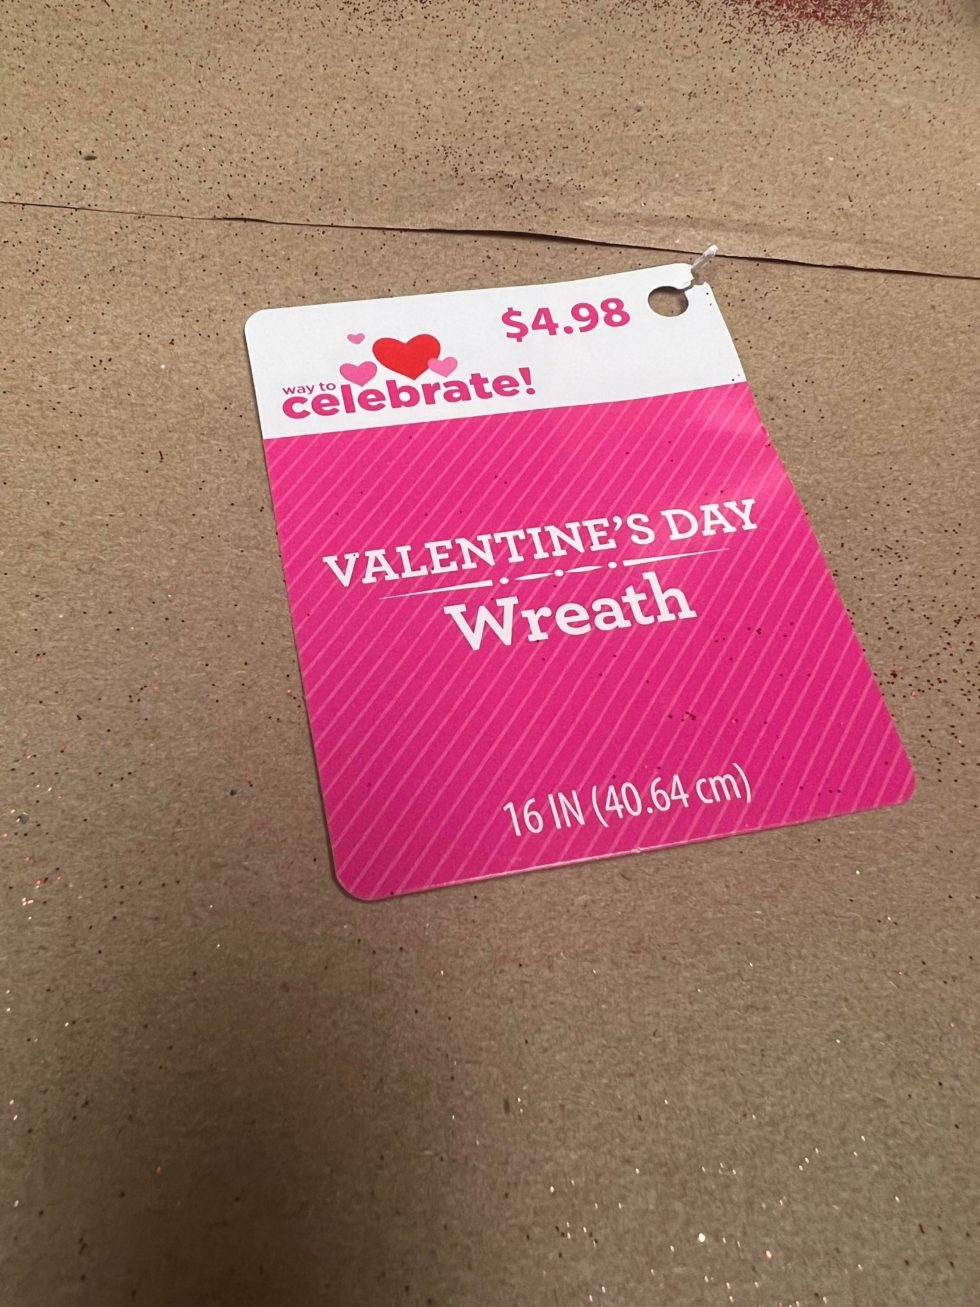 $4.98
way to
celebrate!
VALENTINE'S DAY
Wreath
16 IN (40.64 cm)